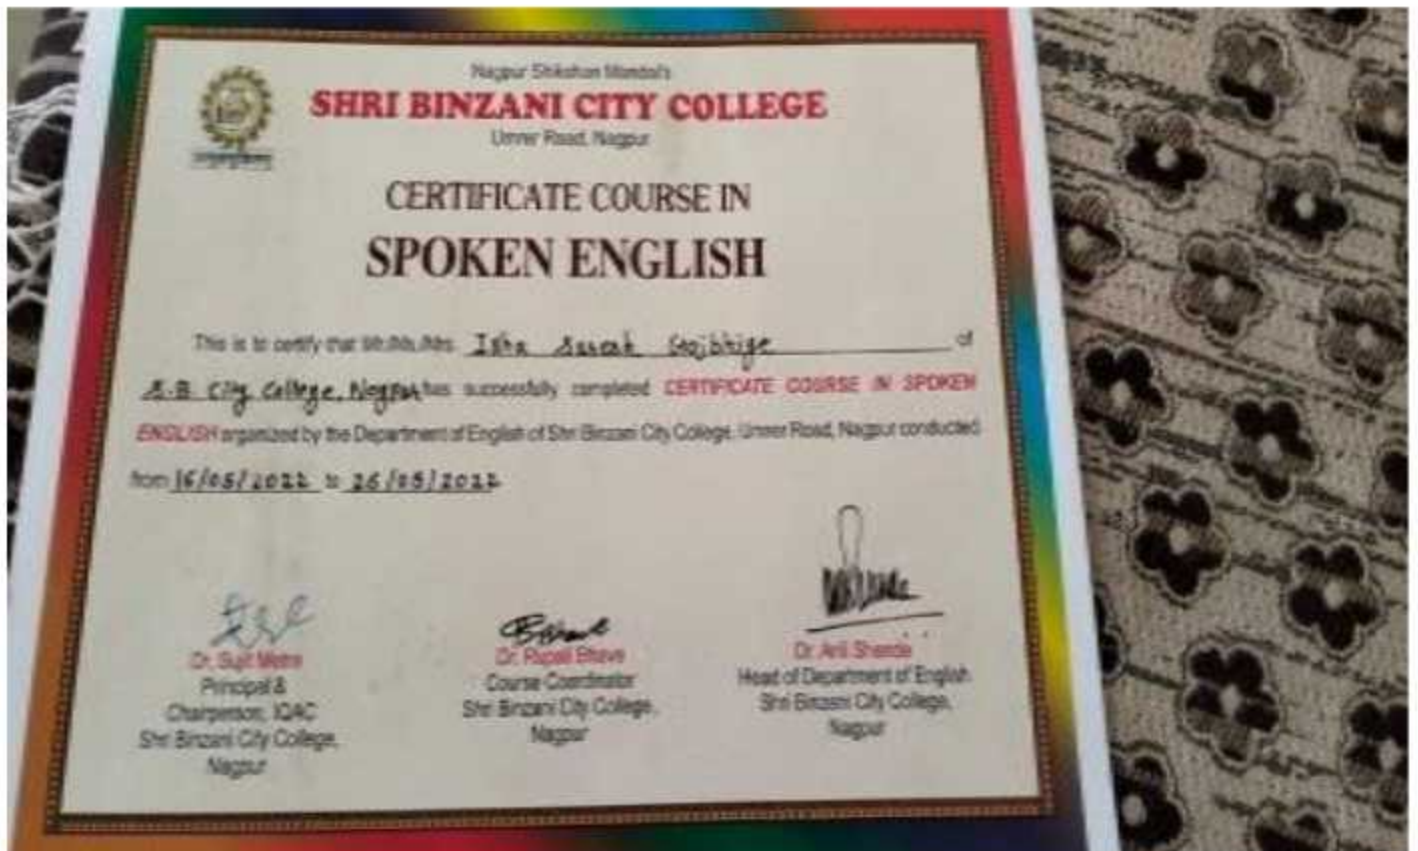 Nagpur Shikshan Mandal's
SHRI BINZANI CITY COLLEGE
Umrer Road, Nagpur
CERTIFICATE COURSE IN
SPOKEN ENGLISH
This is to certify that Mr./Ms./Mrs. Isha Suresh Gojbhiye of
S.B City College, Nagpur has successfully completed CERTIFICATE COURSE IN SPOKEN
ENGLISH organized by the Department of English of Shri Binzani City College, Umrer Road, Nagpur conducted
from 16/05/2022 to 26/05/2022
Dr. Sujit Metre
Principal &
Chairperson, IQAC
Shri Binzani City College,
Nagpur
Dr. Rupali Bhave
Course Coordinator
Shri Binzani City College,
Nagpur
Dr. Anil Shende
Head of Department of English
Shri Binzani City College,
Nagpur